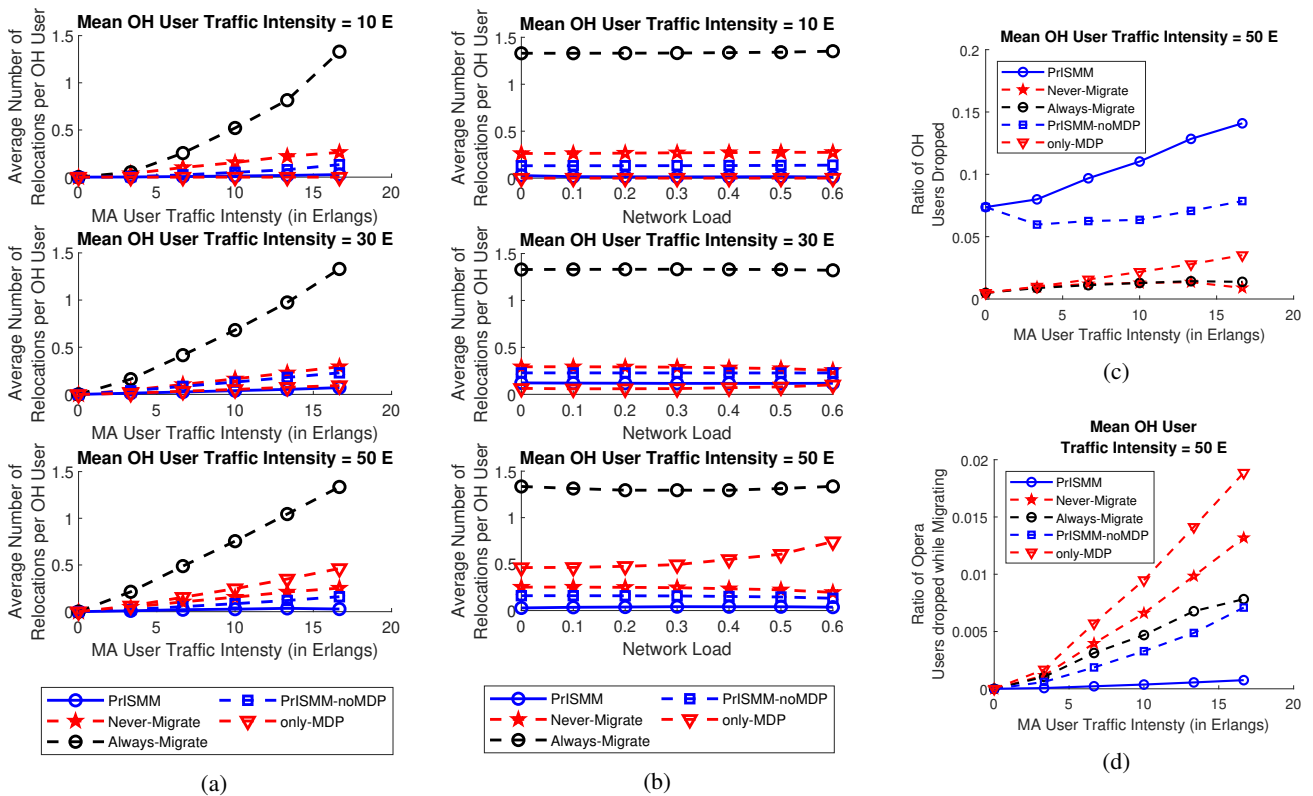 Mean OH User Traffic Intensity = 10 E
Average Number of
Relocations per OH User
1.5
1
0.5
0
0 5 10 15 20
MA User Traffic Intensty (in Erlangs)
Mean OH User Traffic Intensity = 30 E
Average Number of
Relocations per OH User
1.5
1
0.5
0
0 5 10 15 20
MA User Traffic Intensty (in Erlangs)
Mean OH User Traffic Intensity = 50 E
Average Number of
Relocations per OH User
1.5
1
0.5
0
0 5 10 15 20
MA User Traffic Intensty (in Erlangs)
PrISMM PrISMM-noMDP
Never-Migrate only-MDP
Always-Migrate
(a)
Mean OH User Traffic Intensity = 10 E
Average Number of
Relocations per OH User
1.5
1
0.5
0
0 0.1 0.2 0.3 0.4 0.5 0.6
Network Load
Mean OH User Traffic Intensity = 30 E
Average Number of
Relocations per OH User
1.5
1
0.5
0
0 0.1 0.2 0.3 0.4 0.5 0.6
Network Load
Mean OH User Traffic Intensity = 50 E
Average Number of
Relocations per OH User
1.5
1
0.5
0
0 0.1 0.2 0.3 0.4 0.5 0.6
Network Load
PrISMM PrISMM-noMDP
Never-Migrate only-MDP
Always-Migrate
(b)
Mean OH User Traffic Intensity = 50 E
Ratio of OH
Users Dropped
0.2
0.15
0.1
0.05
0
PrISMM
Never-Migrate
Always-Migrate
PrISMM-noMDP
only-MDP
0 5 10 15 20
MA User Traffic Intensty (in Erlangs)
(c)
Mean OH User
Traffic Intensity = 50 E
Ratio of Opera
Users dropped while Migrating
0.02
0.015
0.01
0.005
0
PrISMM
Never-Migrate
Always-Migrate
PrISMM-noMDP
only-MDP
0 5 10 15 20
MA User Traffic Intensty (in Erlangs)
(d)